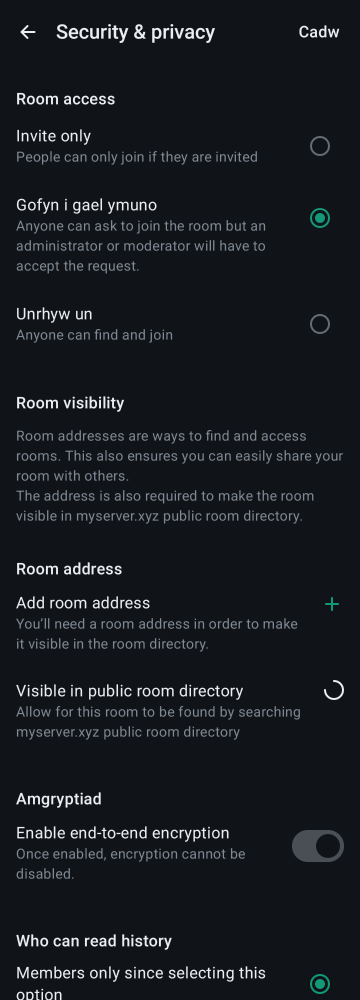 Security & privacy
Cadw
Room access
Invite only
People can only join if they are invited
Gofyn i gael ymuno
Anyone can ask to join the room but an
administrator or moderator will have to
accept the request.
Unrhyw un
Anyone can find and join
Room visibility
Room addresses are ways to find and access
rooms. This also ensures you can easily share your
room with others.
The address is also required to make the room
visible in myserver.xyz public room directory.
Room address
Add room address
You’ll need a room address in order to make
it visible in the room directory.
Visible in public room directory
Allow for this room to be found by searching
myserver.xyz public room directory
Amgryptiad
Enable end-to-end encryption
Once enabled, encryption cannot be
disabled.
Who can read history
Members only since selecting this
option